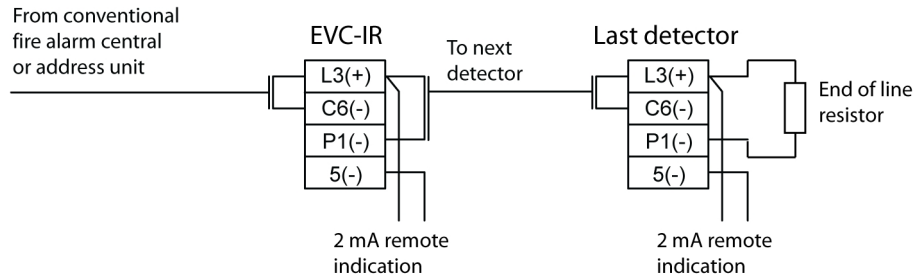 From conventional
fire alarm central
or address unit
EVC-IR
L3(+)
C6(-)
P1(-)
5(-)
2 mA remote
indication
To next
detector
Last detector
L3(+)
C6(-)
P1(-)
5(-)
2 mA remote
indication
End of line
resistor